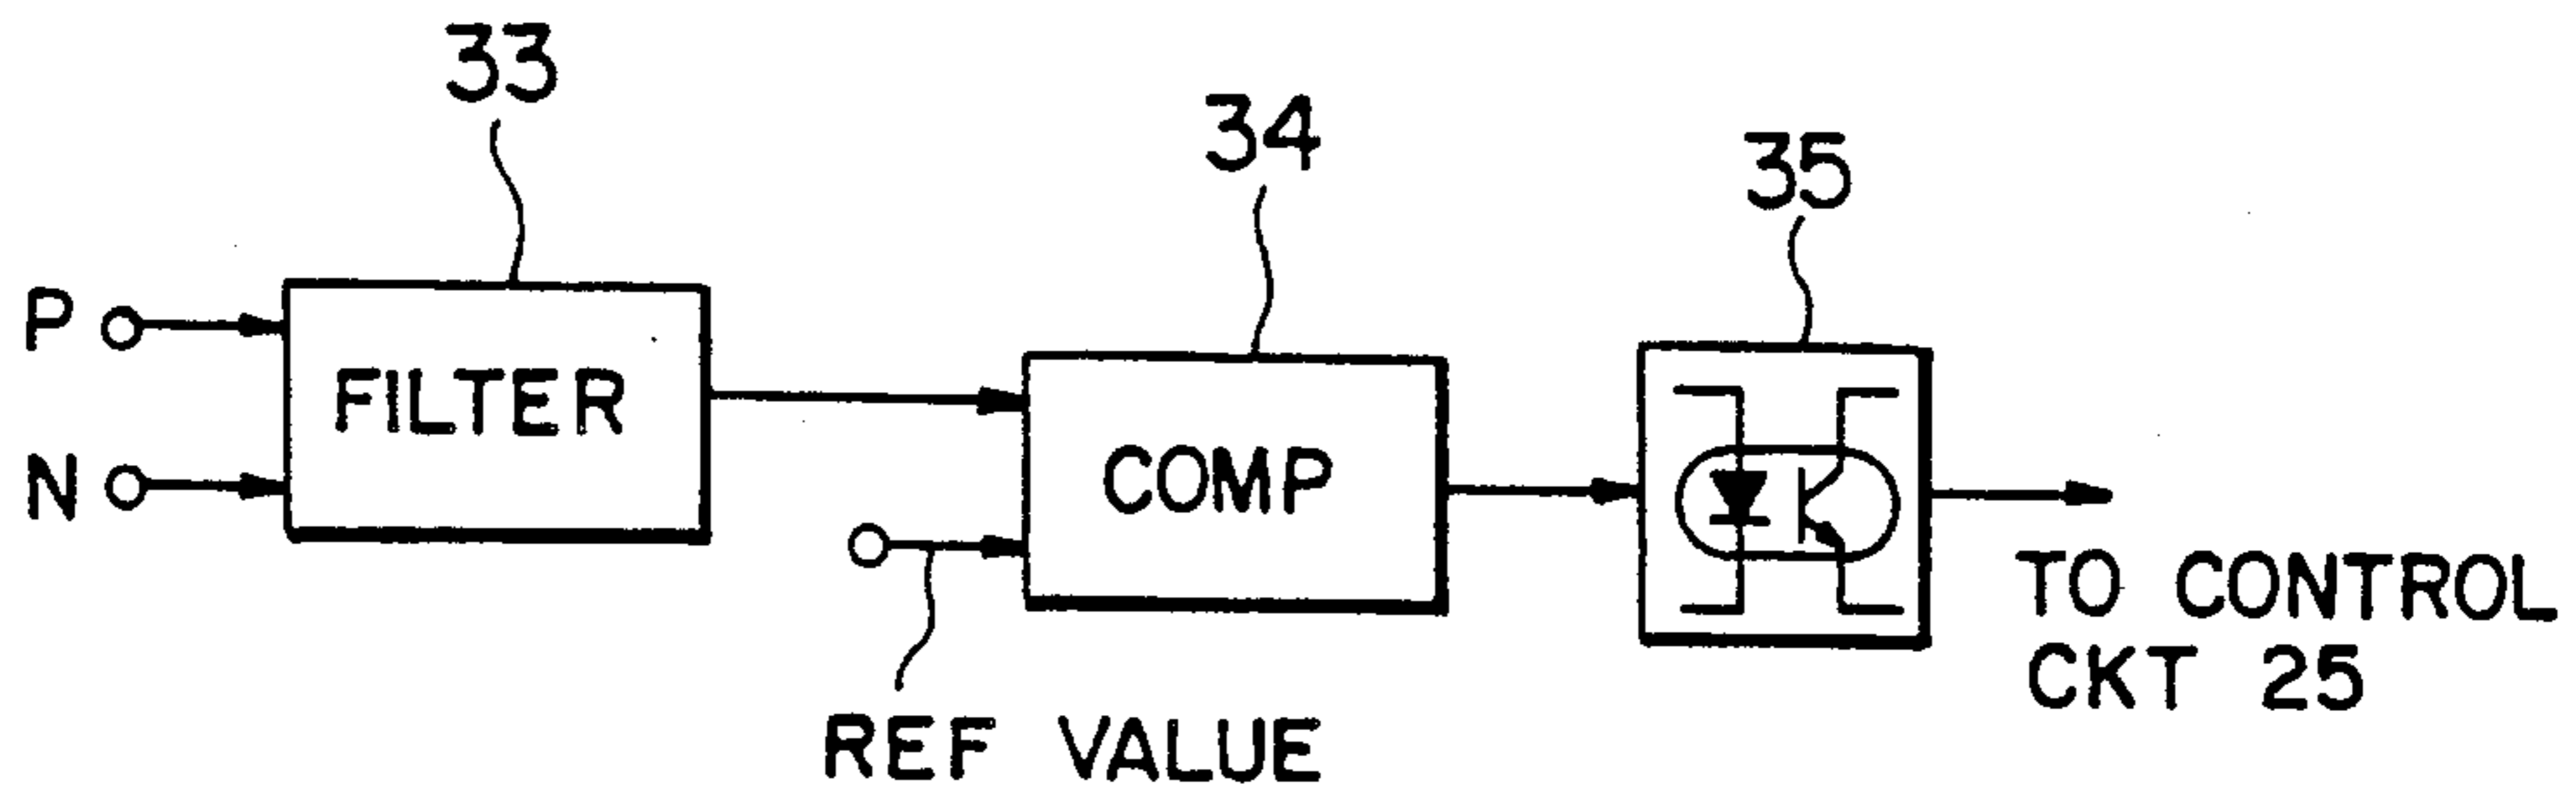 33
34
35
P
FILTER
N
COMP
REF VALUE
TO CONTROL
CKT 25